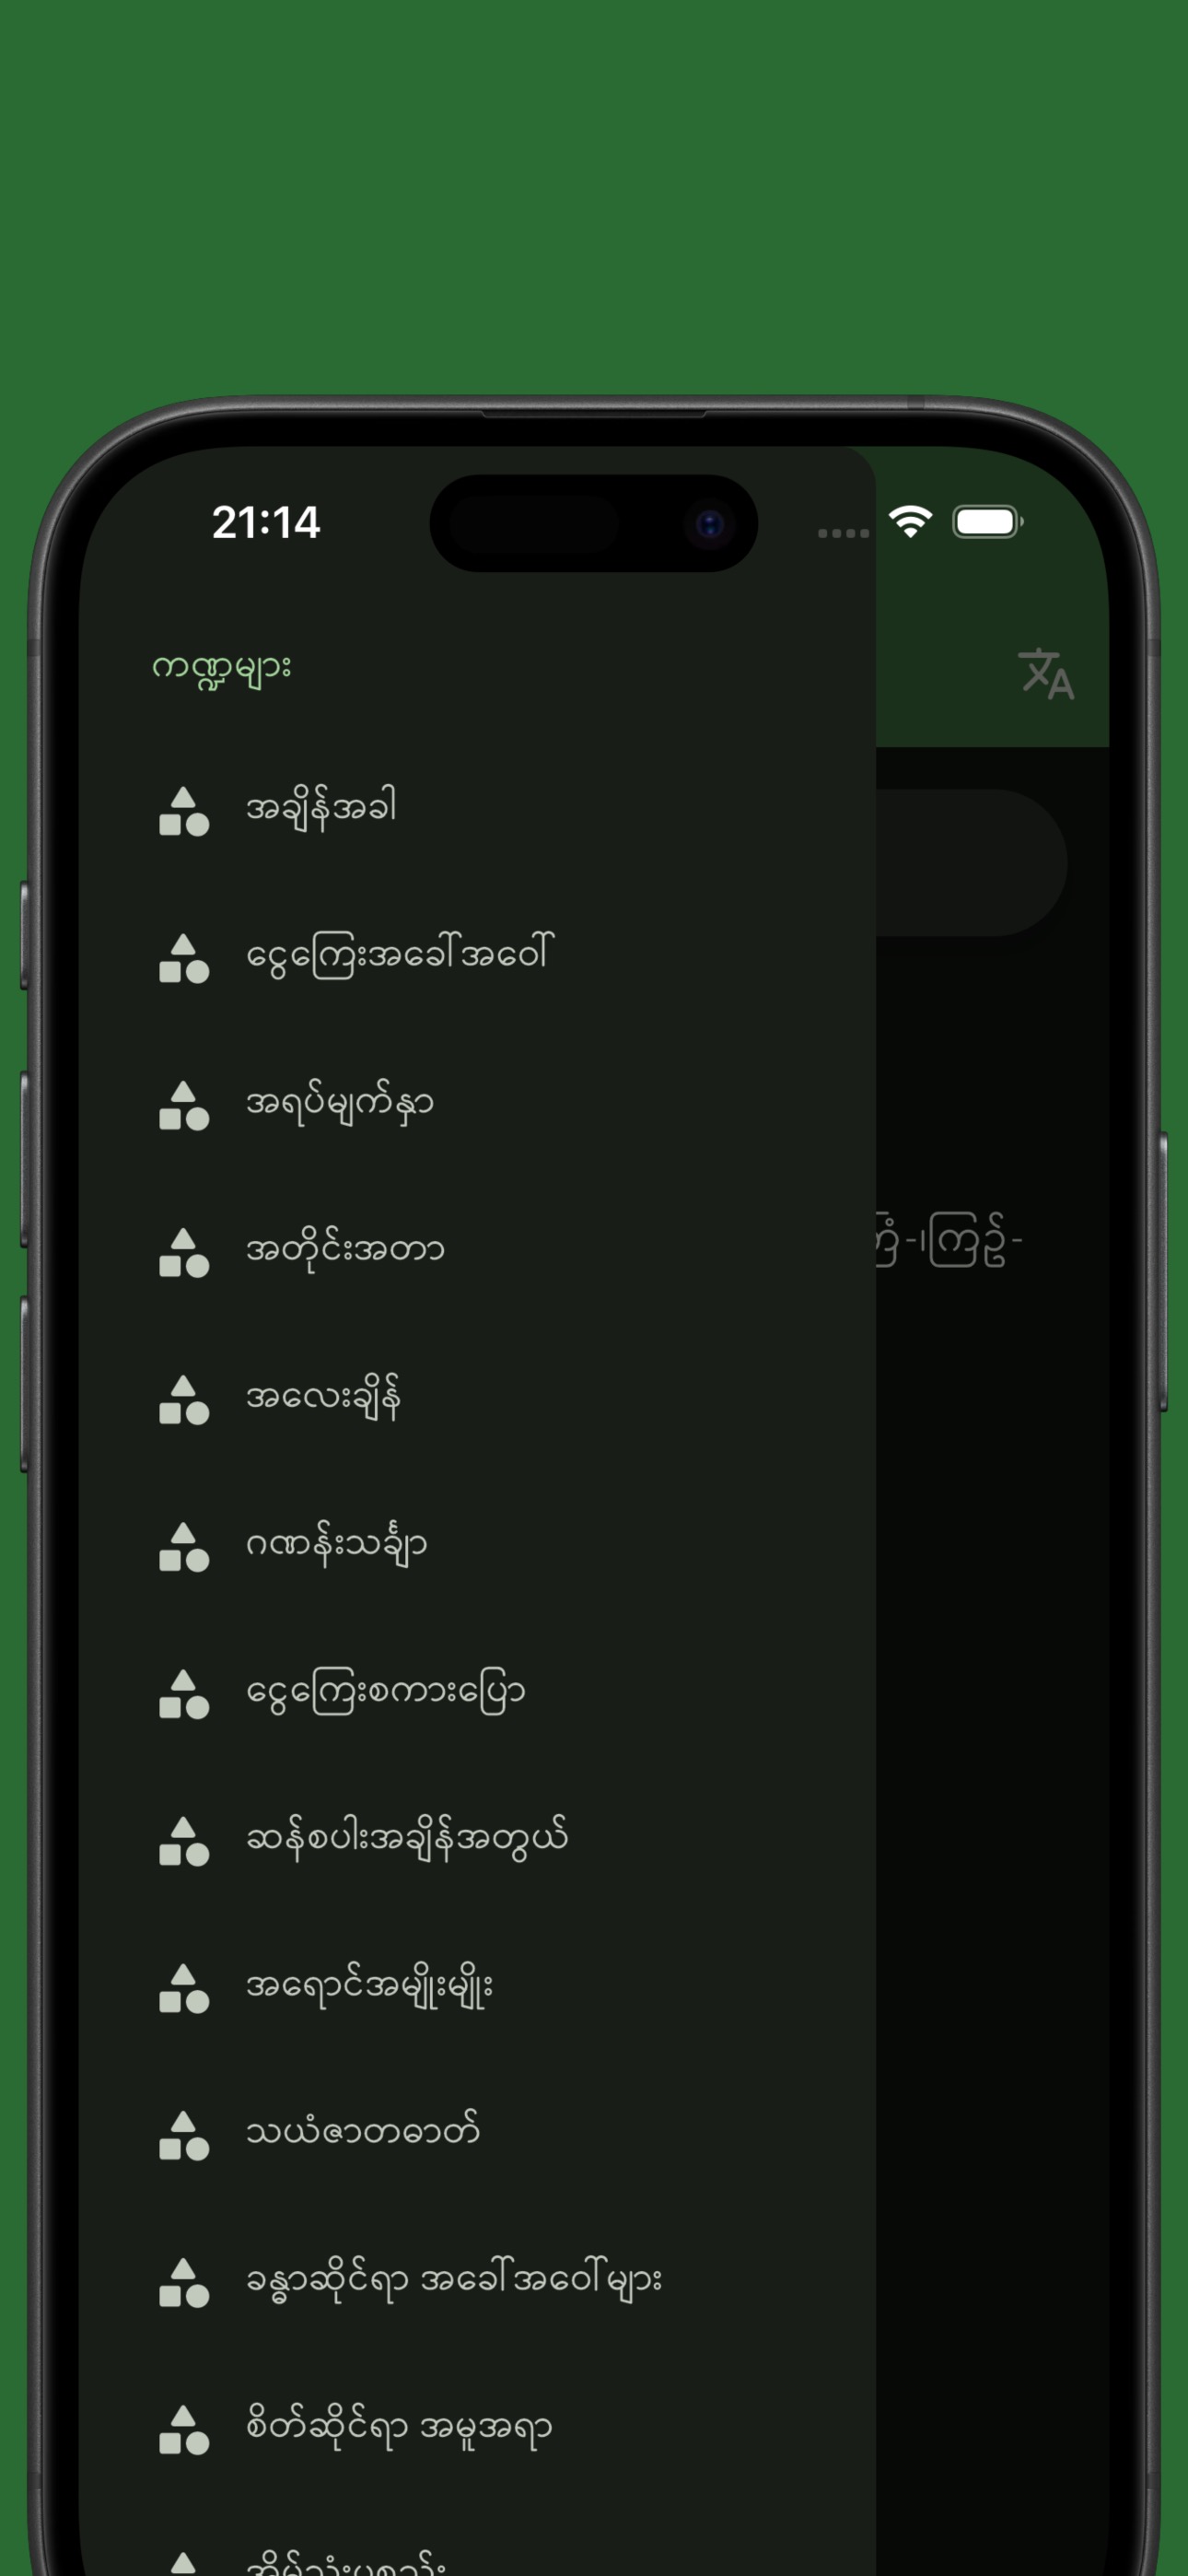 21:14
ကဏ္ဍများ
အချိန်အခါ
ငွေကြေးအခေါ်အဝေါ်
အရပ်မျက်နှာ
အတိုင်းအတာ
အလေးချိန်
ဂဏန်းသင်္ချာ
ငွေကြေးစကားပြော
ဆန်စပါးအချိန်အတွယ်
အရောင်အမျိုးမျိုး
သယံဇာတဓာတ်
ခန္ဓာဆိုင်ရာ အခေါ်အဝေါ်များ
စိတ်ဆိုင်ရာ အမူအရာ